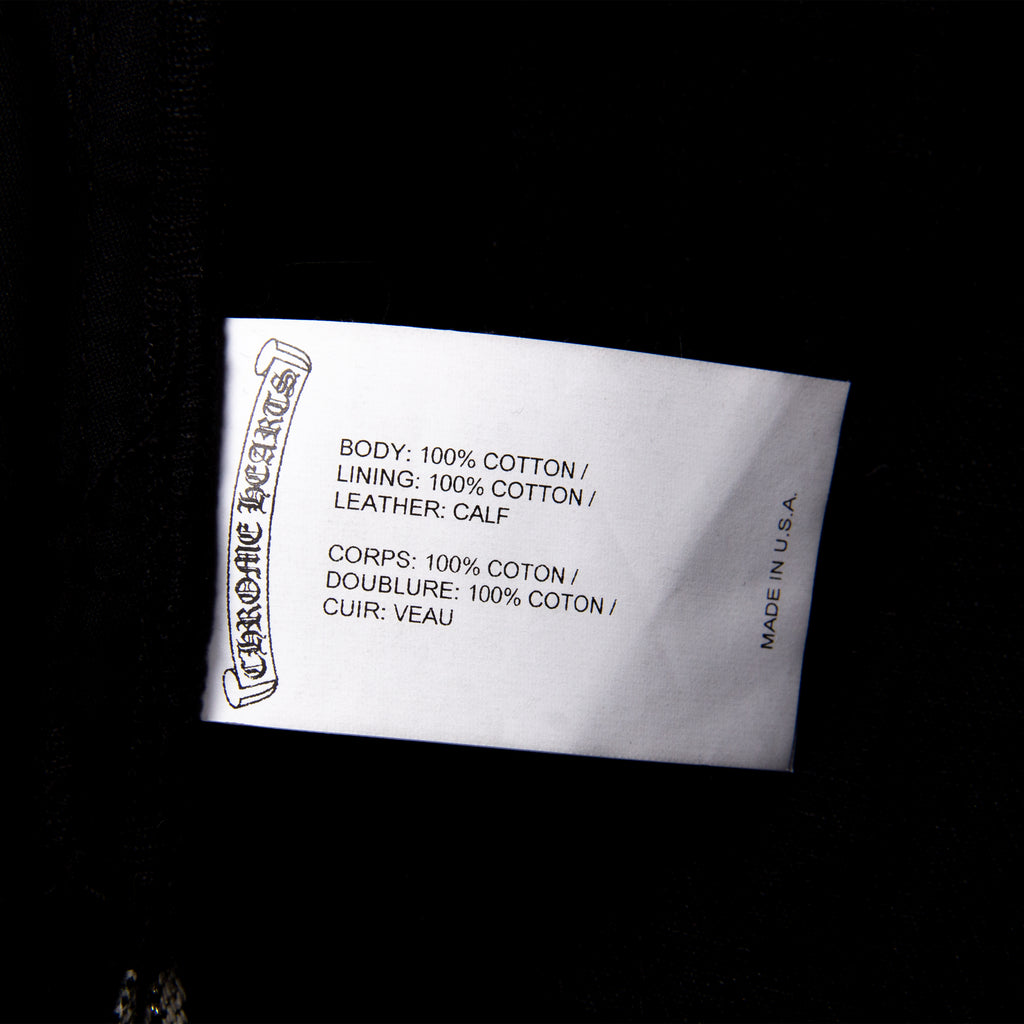 CHROME HEARTS
BODY: 100% COTTON /
LINING: 100% COTTON /
LEATHER: CALF
CORPS: 100% COTON /
DOUBLURE: 100% COTON /
CUIR: VEAU
MADE IN U.S.A.